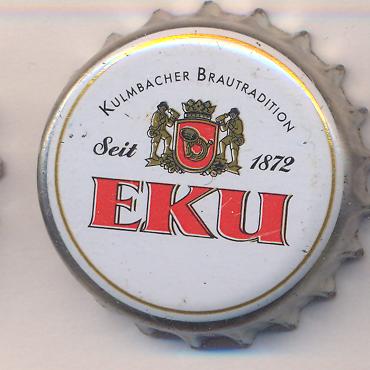 KULMBACHER BRAUTRADITION
Seit 1872
EKU